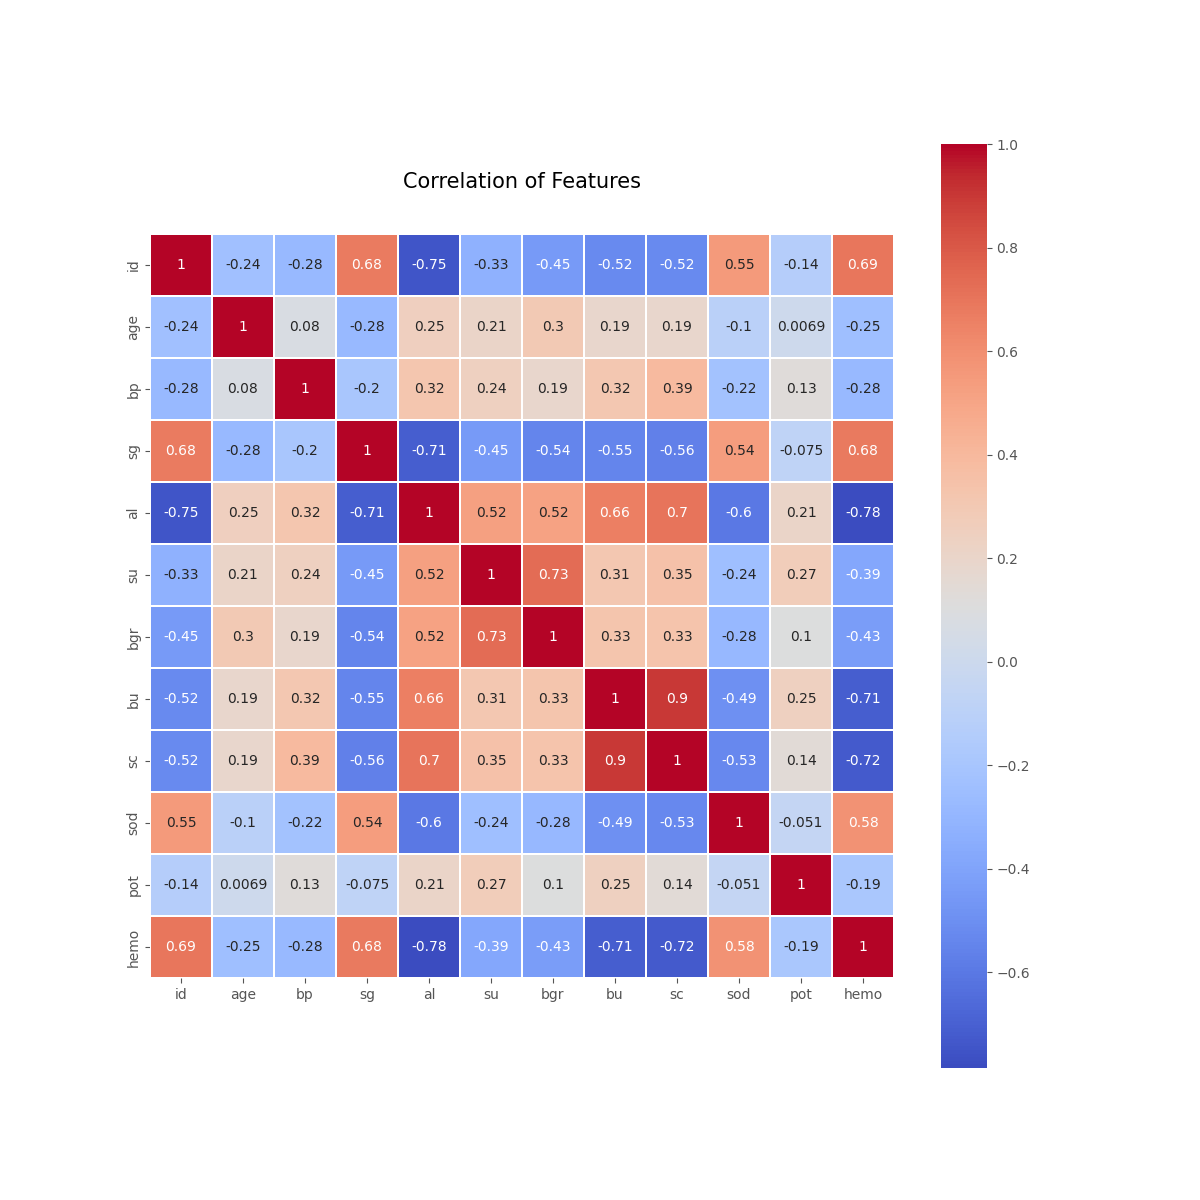 Correlation of Features
id 1 -0.24 -0.28 0.68 -0.75 -0.33 -0.45 -0.52 -0.52 0.55 -0.14 0.69
age -0.24 1 0.08 -0.28 0.25 0.21 0.3 0.19 0.19 -0.1 0.0069 -0.25
bp -0.28 0.08 1 -0.2 0.32 0.24 0.19 0.32 0.39 -0.22 0.13 -0.28
sg 0.68 -0.28 -0.2 1 -0.71 -0.45 -0.54 -0.55 -0.56 0.54 -0.075 0.68
al -0.75 0.25 0.32 -0.71 1 0.52 0.52 0.66 0.7 -0.6 0.21 -0.78
su -0.33 0.21 0.24 -0.45 0.52 1 0.73 0.31 0.35 -0.24 0.27 -0.39
bgr -0.45 0.3 0.19 -0.54 0.52 0.73 1 0.33 0.33 -0.28 0.1 -0.43
bu -0.52 0.19 0.32 -0.55 0.66 0.31 0.33 1 0.9 -0.49 0.25 -0.71
sc -0.52 0.19 0.39 -0.56 0.7 0.35 0.33 0.9 1 -0.53 0.14 -0.72
sod 0.55 -0.1 -0.22 0.54 -0.6 -0.24 -0.28 -0.49 -0.53 1 -0.051 0.58
pot -0.14 0.0069 0.13 -0.075 0.21 0.27 0.1 0.25 0.14 -0.051 1 -0.19
hemo 0.69 -0.25 -0.28 0.68 -0.78 -0.39 -0.43 -0.71 -0.72 0.58 -0.19 1
id age bp sg al su bgr bu sc sod pot hemo
1.0
0.8
0.6
0.4
0.2
0.0
−0.2
−0.4
−0.6